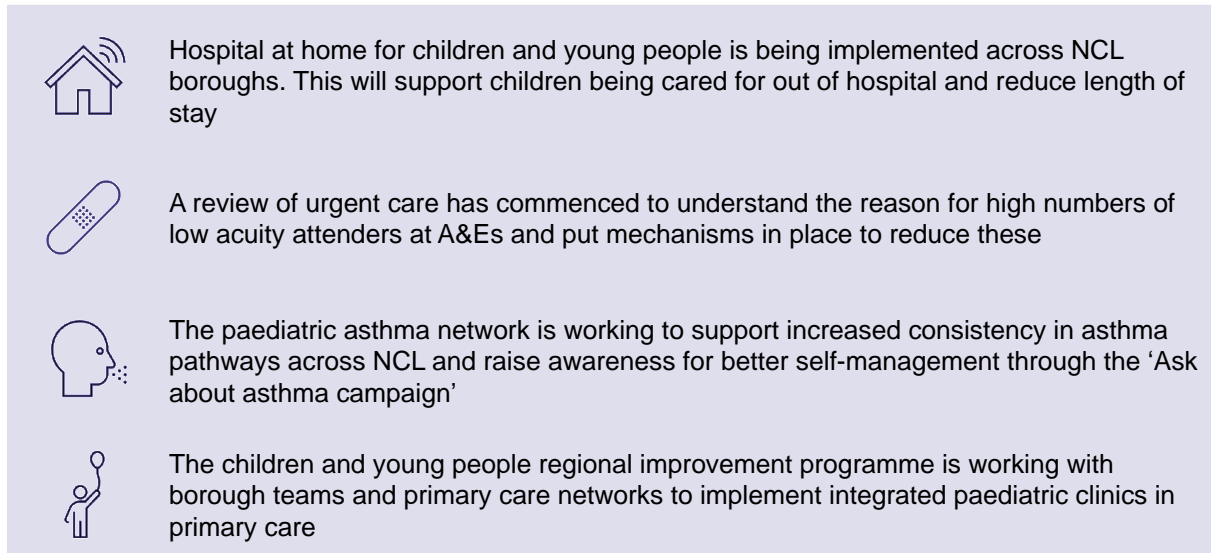 Hospital at home for children and young people is being implemented across NCL
boroughs. This will support children being cared for out of hospital and reduce length of
stay
A review of urgent care has commenced to understand the reason for high numbers of
low acuity attenders at A&Es and put mechanisms in place to reduce these
The paediatric asthma network is working to support increased consistency in asthma
pathways across NCL and raise awareness for better self-management through the ‘Ask
about asthma campaign’
The children and young people regional improvement programme is working with
borough teams and primary care networks to implement integrated paediatric clinics in
primary care